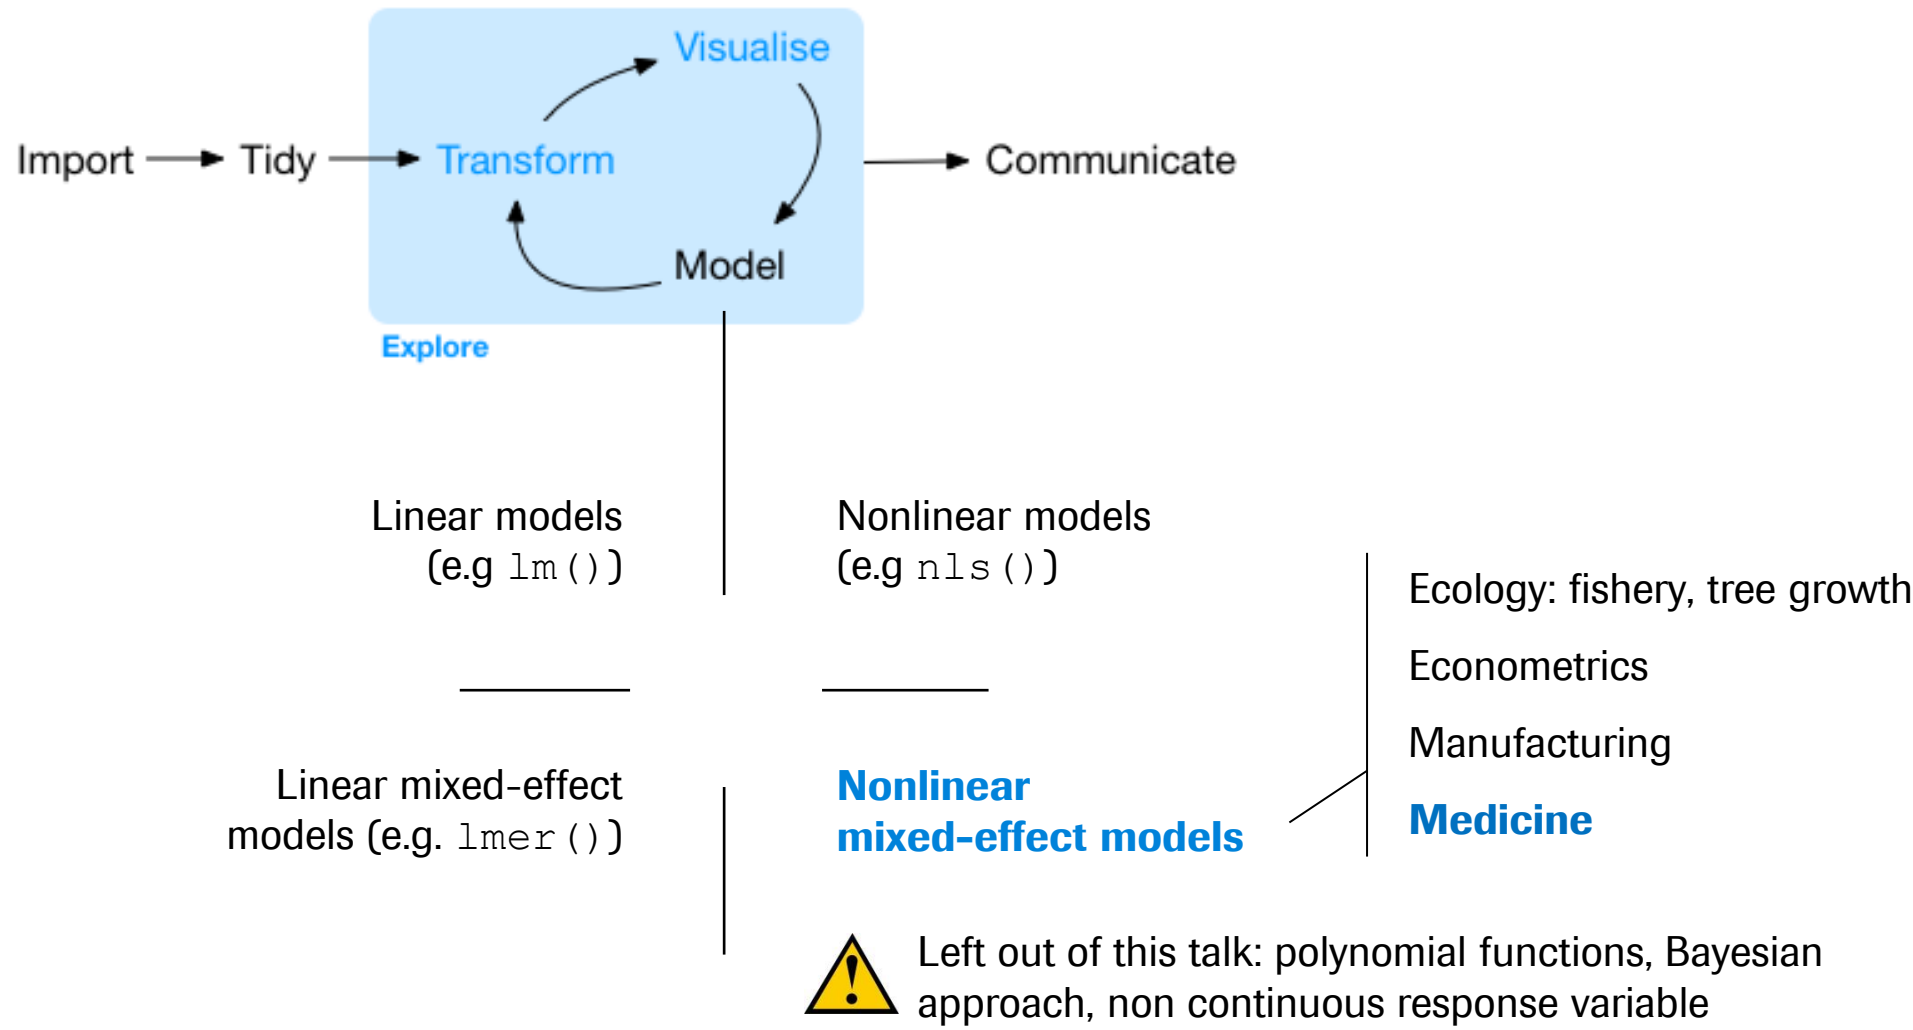 Visualise
Import
Tidy
Transform
Communicate
Model
Explore
Linear models
(e.g lm())
Nonlinear models
(e.g nls())
Linear mixed-effect
models (e.g. lmer())
Nonlinear
mixed-effect models
Ecology: fishery, tree growth
Econometrics
Manufacturing
Medicine
Left out of this talk: polynomial functions, Bayesian
approach, non continuous response variable